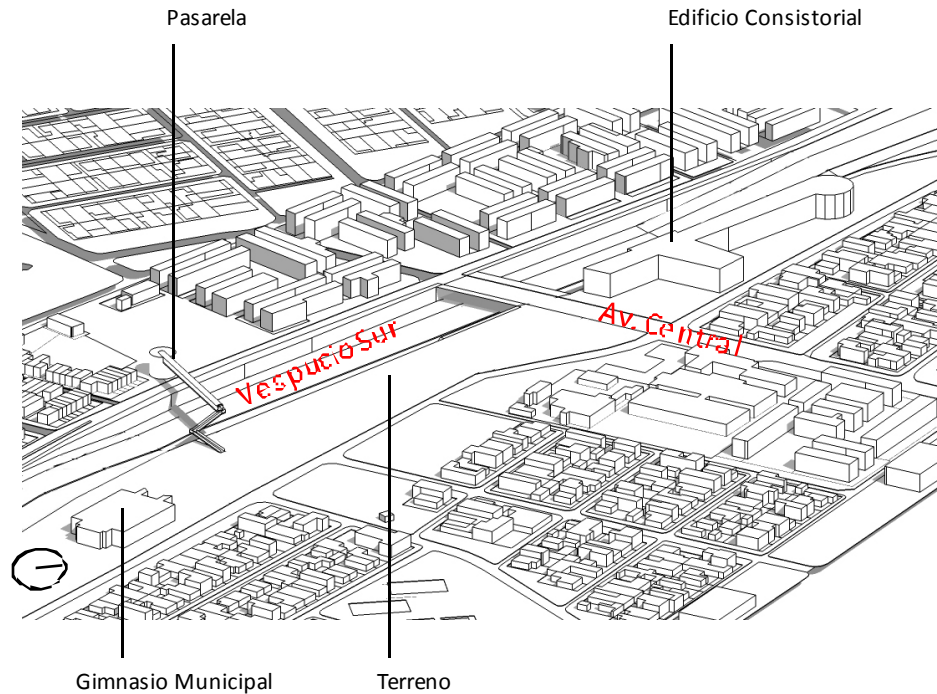 Pasarela
Edificio Consistorial
Av. Central
Vespucio Sur
Gimnasio Municipal
Terreno